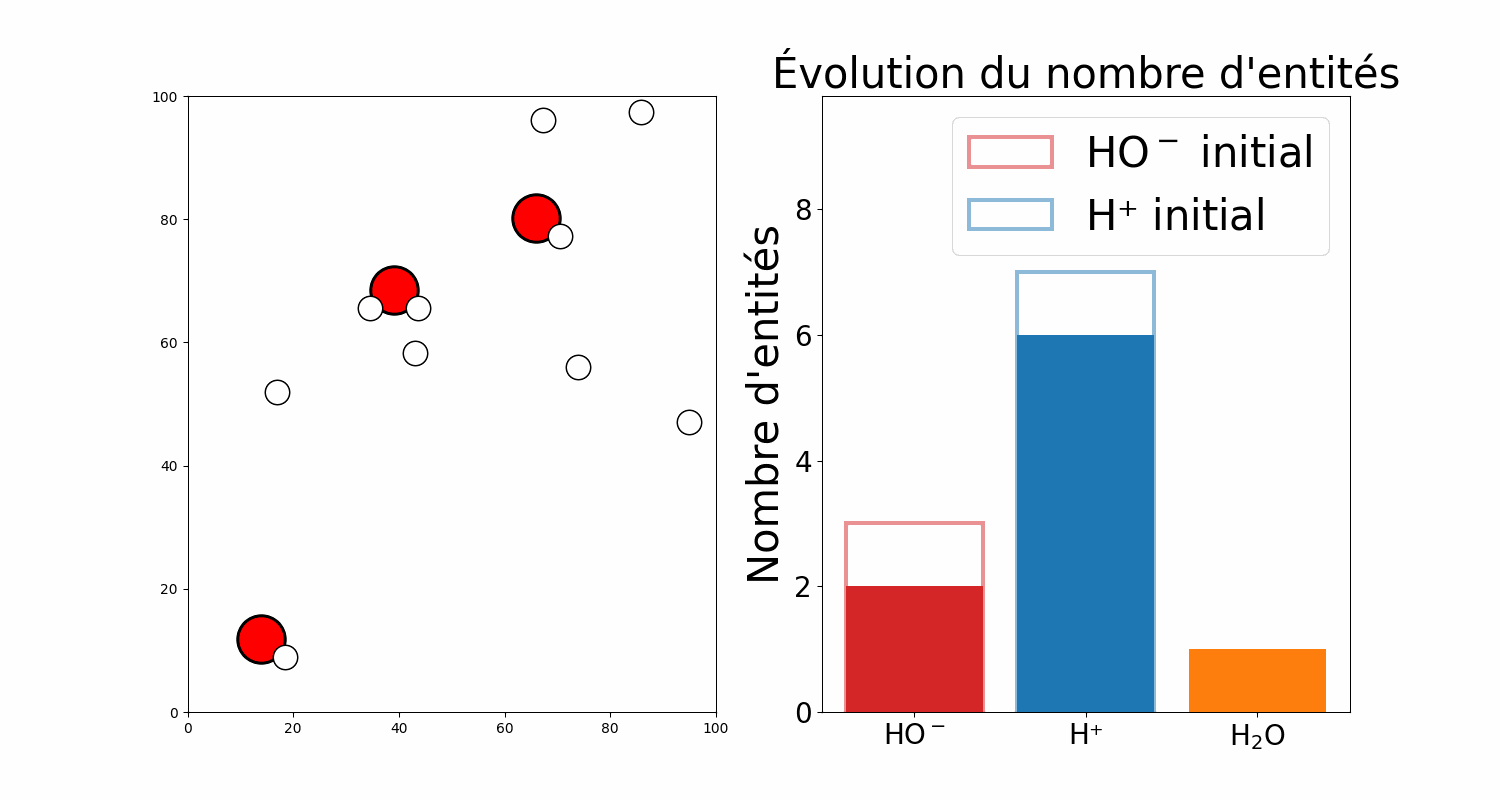 100
80
60
40
20
0
0 20 40 60 80 100
Évolution du nombre d'entités
HO⁻ initial
H⁺ initial
Nombre d'entités
8
6
4
2
0
HO⁻ H⁺ H₂O